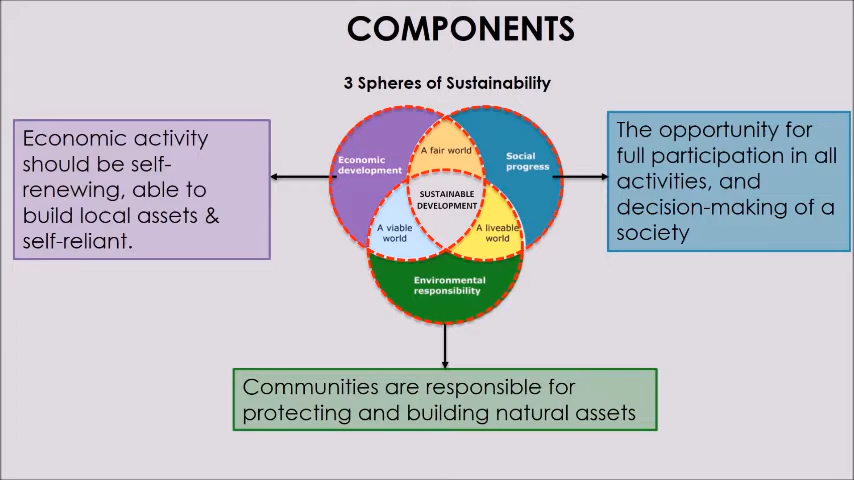 COMPONENTS
3 Spheres of Sustainability
Economic activity
should be self-
renewing, able to
build local assets &
self-reliant.
Economic
development
A fair world
Social
progress
SUSTAINABLE
DEVELOPMENT
A viable
world
A liveable
world
Environmental
responsibility
The opportunity for
full participation in all
activities, and
decision-making of a
society
Communities are responsible for
protecting and building natural assets